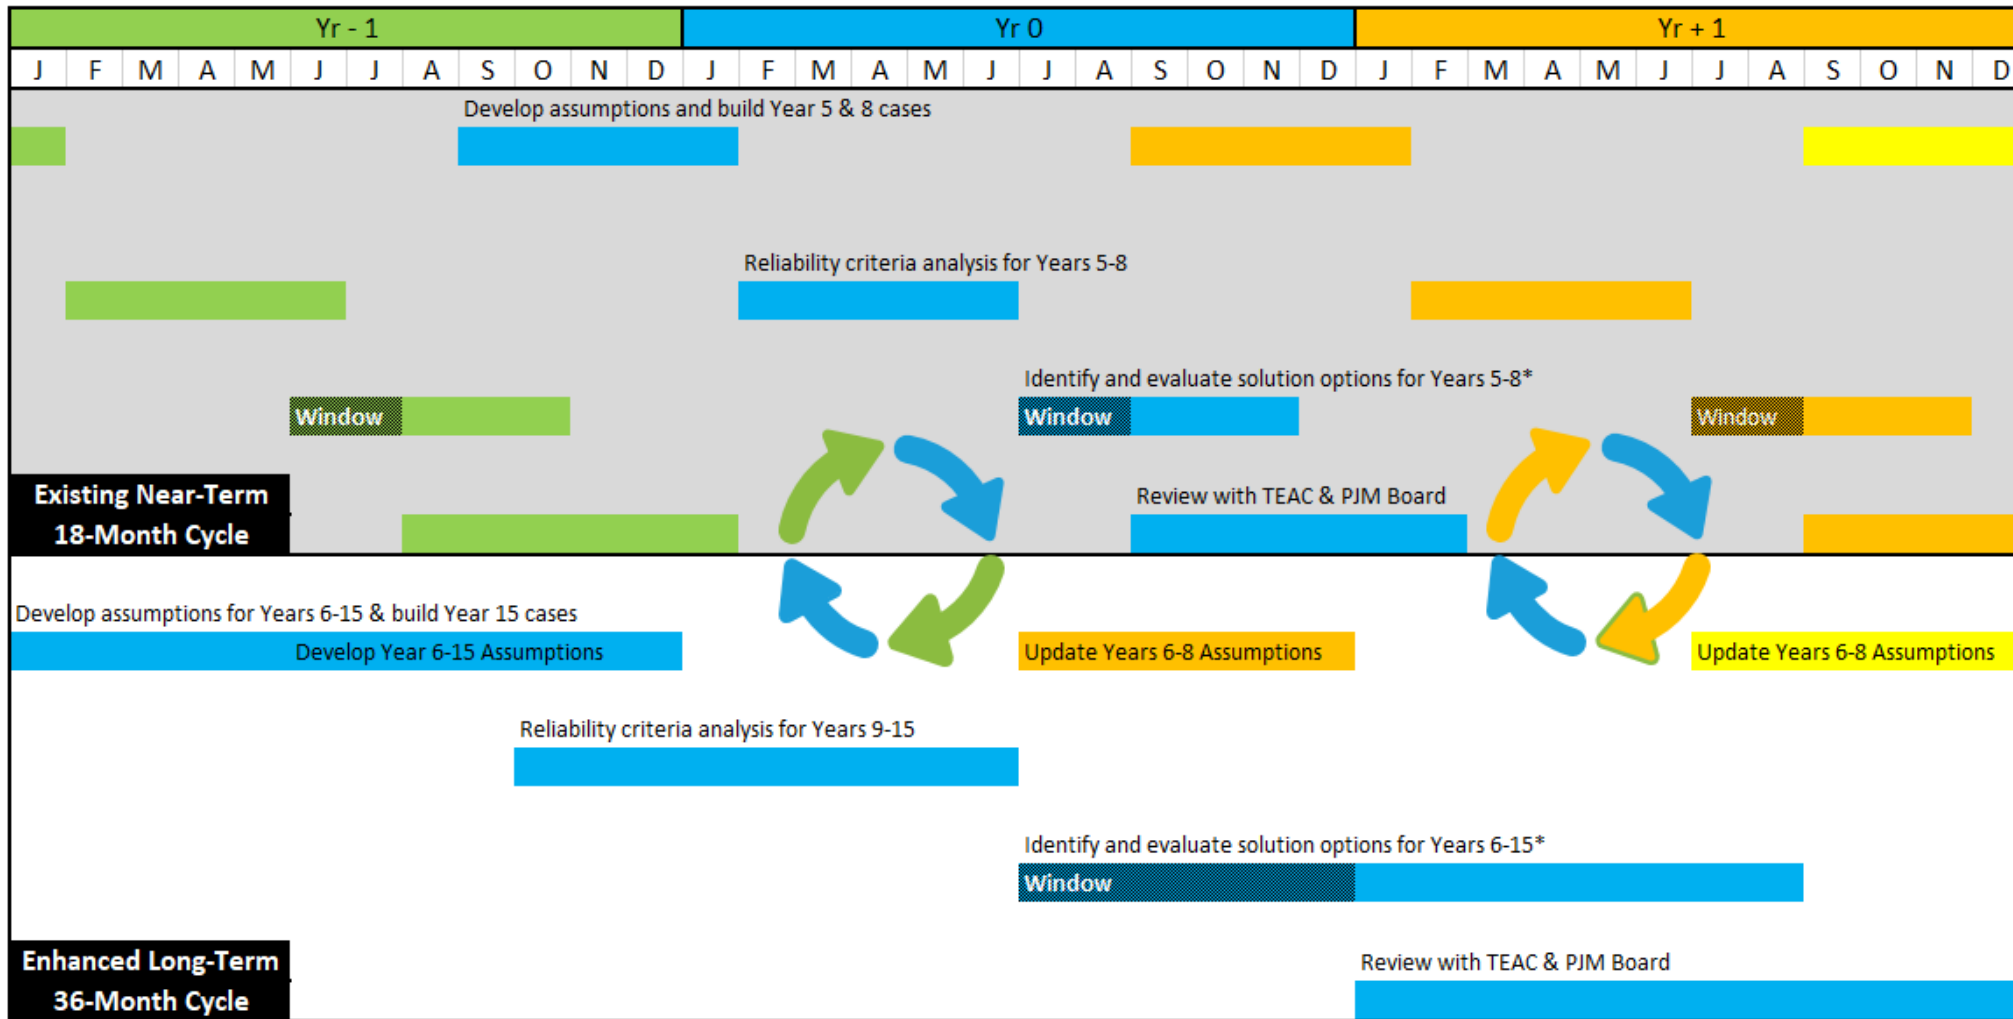 Yr - 1 Yr 0 Yr + 1
J F M A M J J A S O N D J F M A M J J A S O N D J F M A M J J A S O N D
Develop assumptions and build Year 5 & 8 cases
Reliability criteria analysis for Years 5-8
Identify and evaluate solution options for Years 5-8*
Window Window Window
Existing Near-Term
18-Month Cycle
Review with TEAC & PJM Board
Develop assumptions for Years 6-15 & build Year 15 cases
Develop Year 6-15 Assumptions Update Years 6-8 Assumptions Update Years 6-8 Assumptions
Reliability criteria analysis for Years 9-15
Identify and evaluate solution options for Years 6-15*
Window
Enhanced Long-Term
36-Month Cycle
Review with TEAC & PJM Board